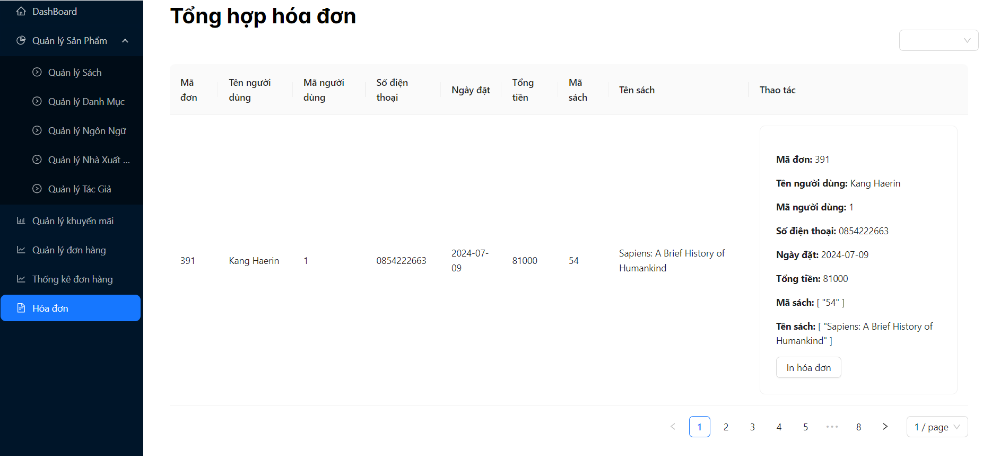 DashBoard
Quản lý Sản Phẩm
Quản lý Sách
Quản lý Danh Mục
Quản lý Ngôn Ngữ
Quản lý Nhà Xuất ...
Quản lý Tác Giả
Quản lý khuyến mãi
Quản lý đơn hàng
Thống kê đơn hàng
Hóa đơn
Tổng hợp hóa đơn
Mã đơn
Tên người dùng
Mã người dùng
Số điện thoại
Ngày đặt
Tổng tiền
Mã sách
Tên sách
Thao tác
391
Kang Haerin
1
0854222663
2024-07-
09
81000
54
Sapiens: A Brief History of
Humankind
Mã đơn: 391
Tên người dùng: Kang Haerin
Mã người dùng: 1
Số điện thoại: 0854222663
Ngày đặt: 2024-07-09
Tổng tiền: 81000
Mã sách: [ "54" ]
Tên sách: [ "Sapiens: A Brief History of
Humankind" ]
In hóa đơn
< 1 2 3 4 5 ••• 8 > 1 / page